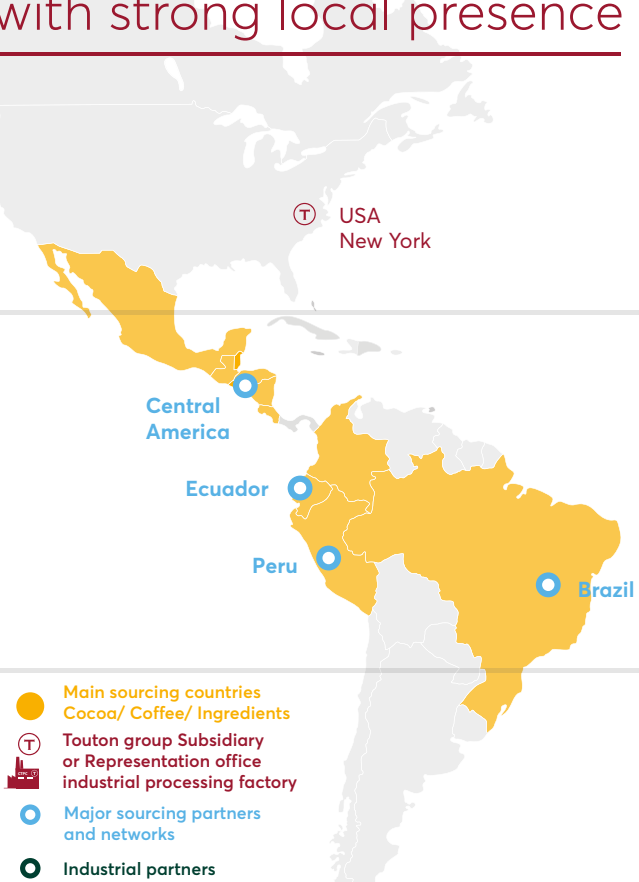 with strong local presence
T
USA
New York
Central
America
Ecuador
Peru
Brazil
Main sourcing countries
Cocoa/ Coffee/ Ingredients
T
Touton group Subsidiary
or Representation office
industrial processing factory
Major sourcing partners
and networks
Industrial partners